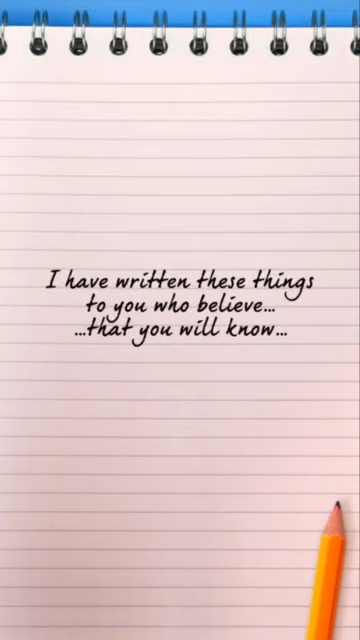 I have written these things
to you who believe...
...that you will know...